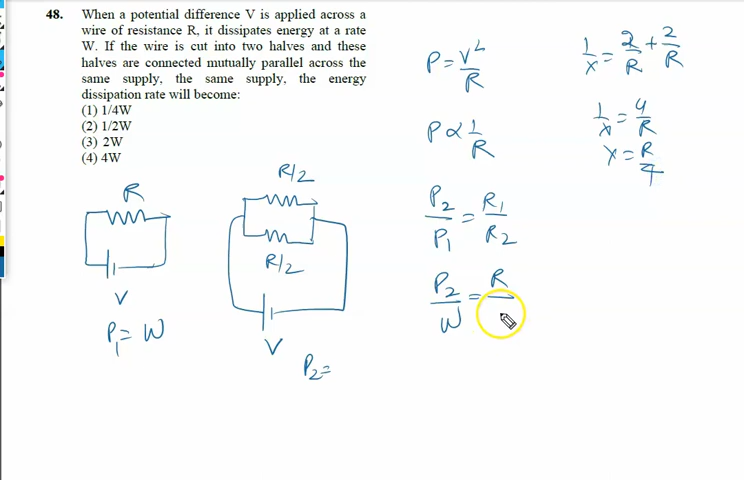 48. When a potential difference V is applied across a
wire of resistance R, it dissipates energy at a rate
W. If the wire is cut into two halves and these
halves are connected mutually parallel across the
same supply, the same supply, the energy
dissipation rate will become:
(1) 1/4W
(2) 1/2W
(3) 2W
(4) 4W
R
V
P₁ = W
R/2
R/2
V
P₂ =
P = V²/R
P ∝ 1/R
P₂/P₁ = R₁/R₂
P₂/W = R/
1/x = 2/R + 2/R
1/x = 4/R
x = R/4